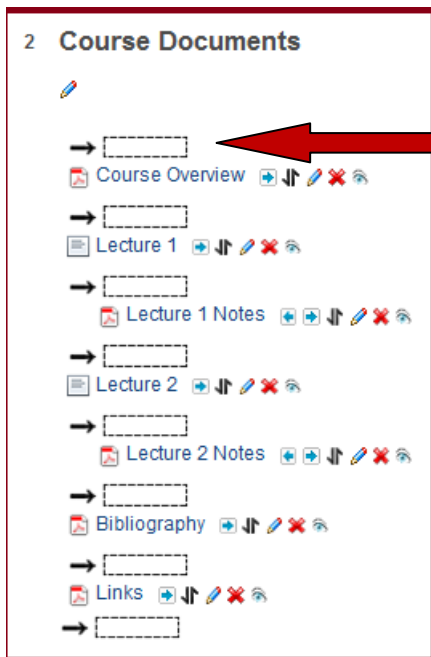 2 Course Documents
Course Overview
Lecture 1
Lecture 1 Notes
Lecture 2
Lecture 2 Notes
Bibliography
Links